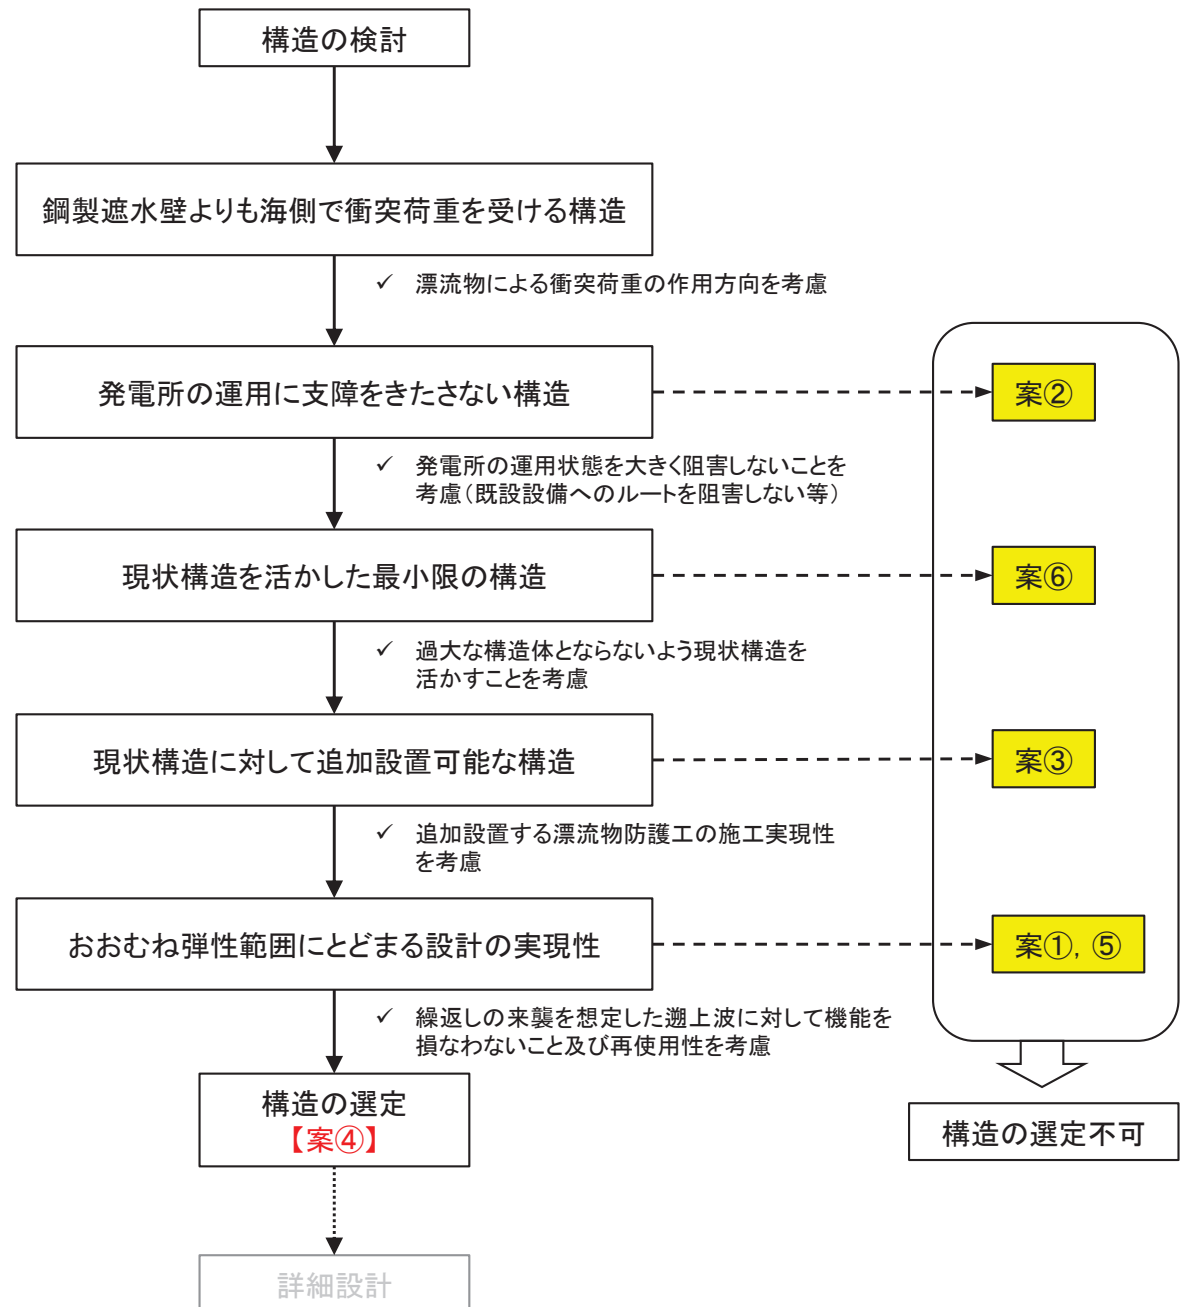 構造の検討
鋼製遮水壁よりも海側で衝突荷重を受ける構造
✓ 漂流物による衝突荷重の作用方向を考慮
発電所の運用に支障をきたさない構造
案②
✓ 発電所の運用状態を大きく阻害しないことを
考慮（既設設備へのルートを阻害しない等）
現状構造を活かした最小限の構造
案⑥
✓ 過大な構造体とならないよう現状構造を
活かすことを考慮
現状構造に対して追加設置可能な構造
案③
✓ 追加設置する漂流物防護工の施工実現性
を考慮
おおむね弾性範囲にとどまる設計の実現性
案①，⑤
✓ 繰返しの来襲を想定した遡上波に対して機能を
損なわないこと及び再使用性を考慮
構造の選定
【案④】
構造の選定不可
詳細設計